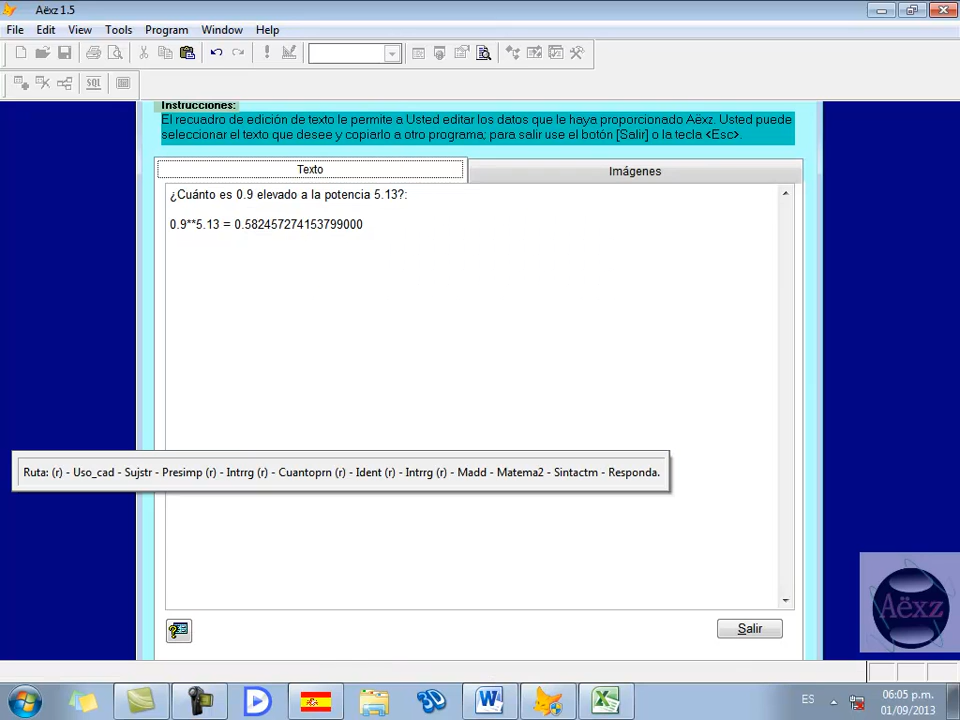 Aëxz 1.5
File Edit View Tools Program Window Help
SQL
Instrucciones:
El recuadro de edición de texto le permite a Usted editar los datos que le haya proporcionado Aëxz. Usted puede
seleccionar el texto que desee y copiarlo a otro programa; para salir use el botón [Salir] o la tecla <Esc>.
Texto Imágenes
¿Cuánto es 0.9 elevado a la potencia 5.13?:
0.9**5.13 = 0.582457274153799000
Ruta: (r) - Uso_cad - Sujstr - Presimp (r) - Intrrg (r) - Cuantoprn (r) - Ident (r) - Intrrg (r) - Madd - Matema2 - Sintactm - Responda.
Aëxz
Salir
ES
06:05 p.m.
01/09/2013